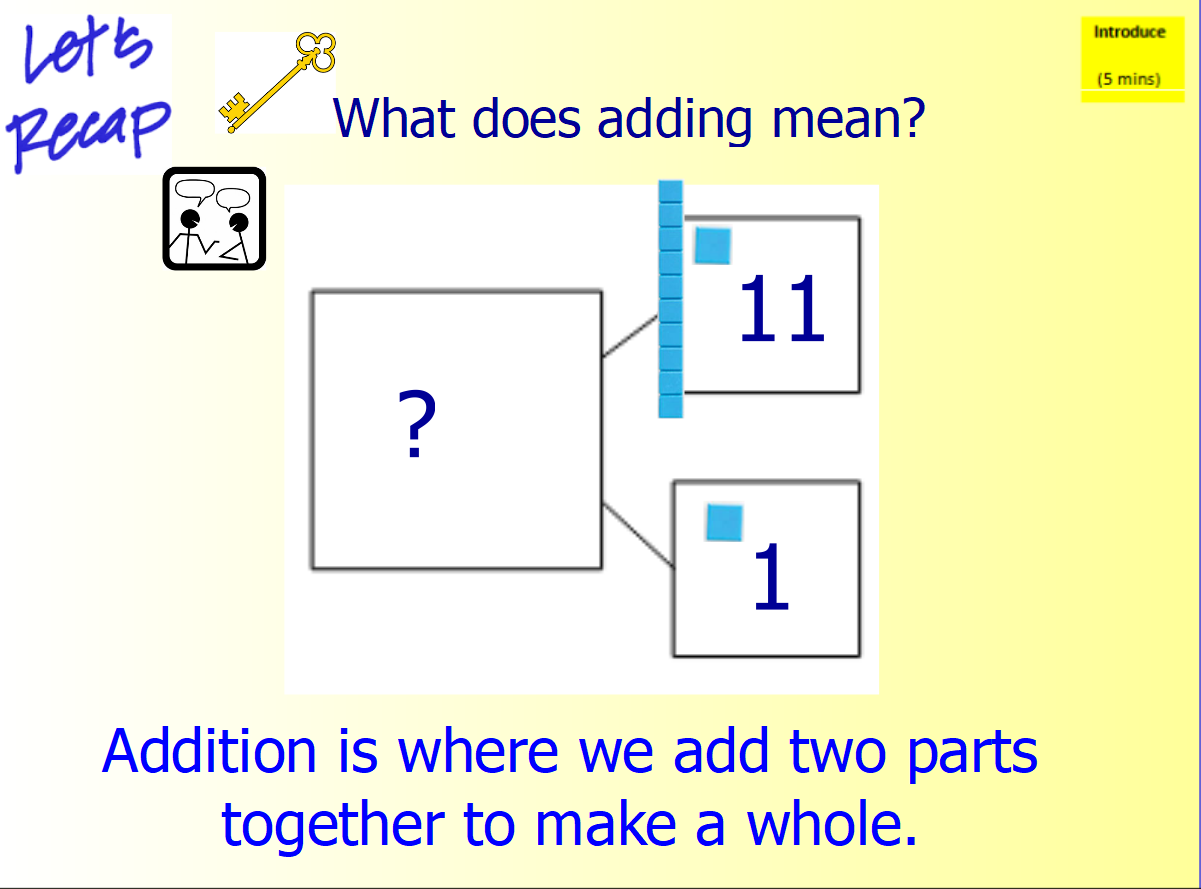 Let's
Recap
Introduce
(5 mins)
What does adding mean?
11
?
1
Addition is where we add two parts
together to make a whole.